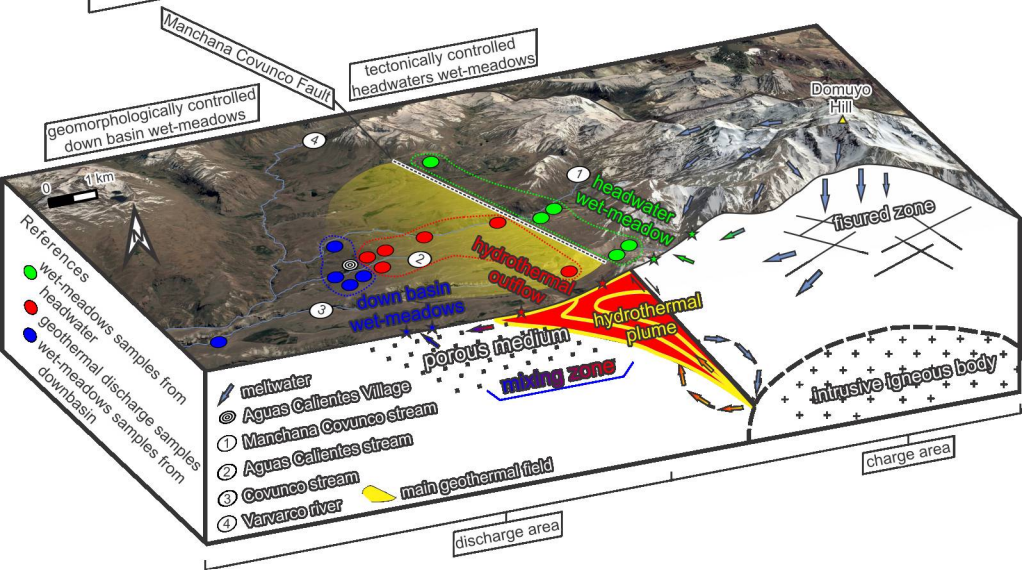 Manchana Covunco Fault
tectonically controlled
headwaters wet-meadows
geomorphologically controlled
down basin wet-meadows
Domuyo
Hill
0 1 km
N
4
1
headwater
wet-meadow
fisured zone
2
hydrothermal
outflow
3
down basin
wet-meadows
hydrothermal
plume
porous medium
mixing zone
intrusive igneous body
References
wet-meadows samples from
headwater
geothermal discharge samples
wet-meadows samples from
downbasin
meltwater
Aguas Calientes Village
1 Manchana Covunco stream
2 Aguas Calientes stream
3 Covunco stream
4 Varvarco river
main geothermal field
charge area
discharge area